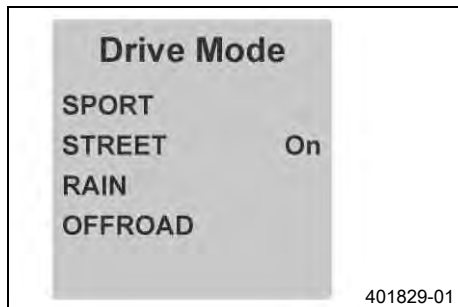 Drive Mode
SPORT
STREET On
RAIN
OFFROAD
401829-01